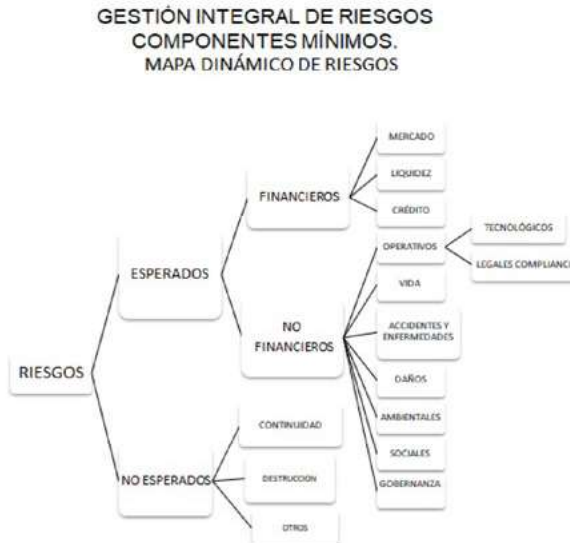 GESTIÓN INTEGRAL DE RIESGOS
COMPONENTES MÍNIMOS.
MAPA DINÁMICO DE RIESGOS
RIESGOS
ESPERADOS
FINANCIEROS
MERCADO
LIQUIDEZ
CRÉDITO
NO
FINANCIEROS
OPERATIVOS
TECNOLÓGICOS
LEGALES COMPLIANCE
VIDA
ACCIDENTES Y
ENFERMEDADES
DAÑOS
AMBIENTALES
SOCIALES
GOBERNANZA
NO ESPERADOS
CONTINUIDAD
DESTRUCCION
OTROS